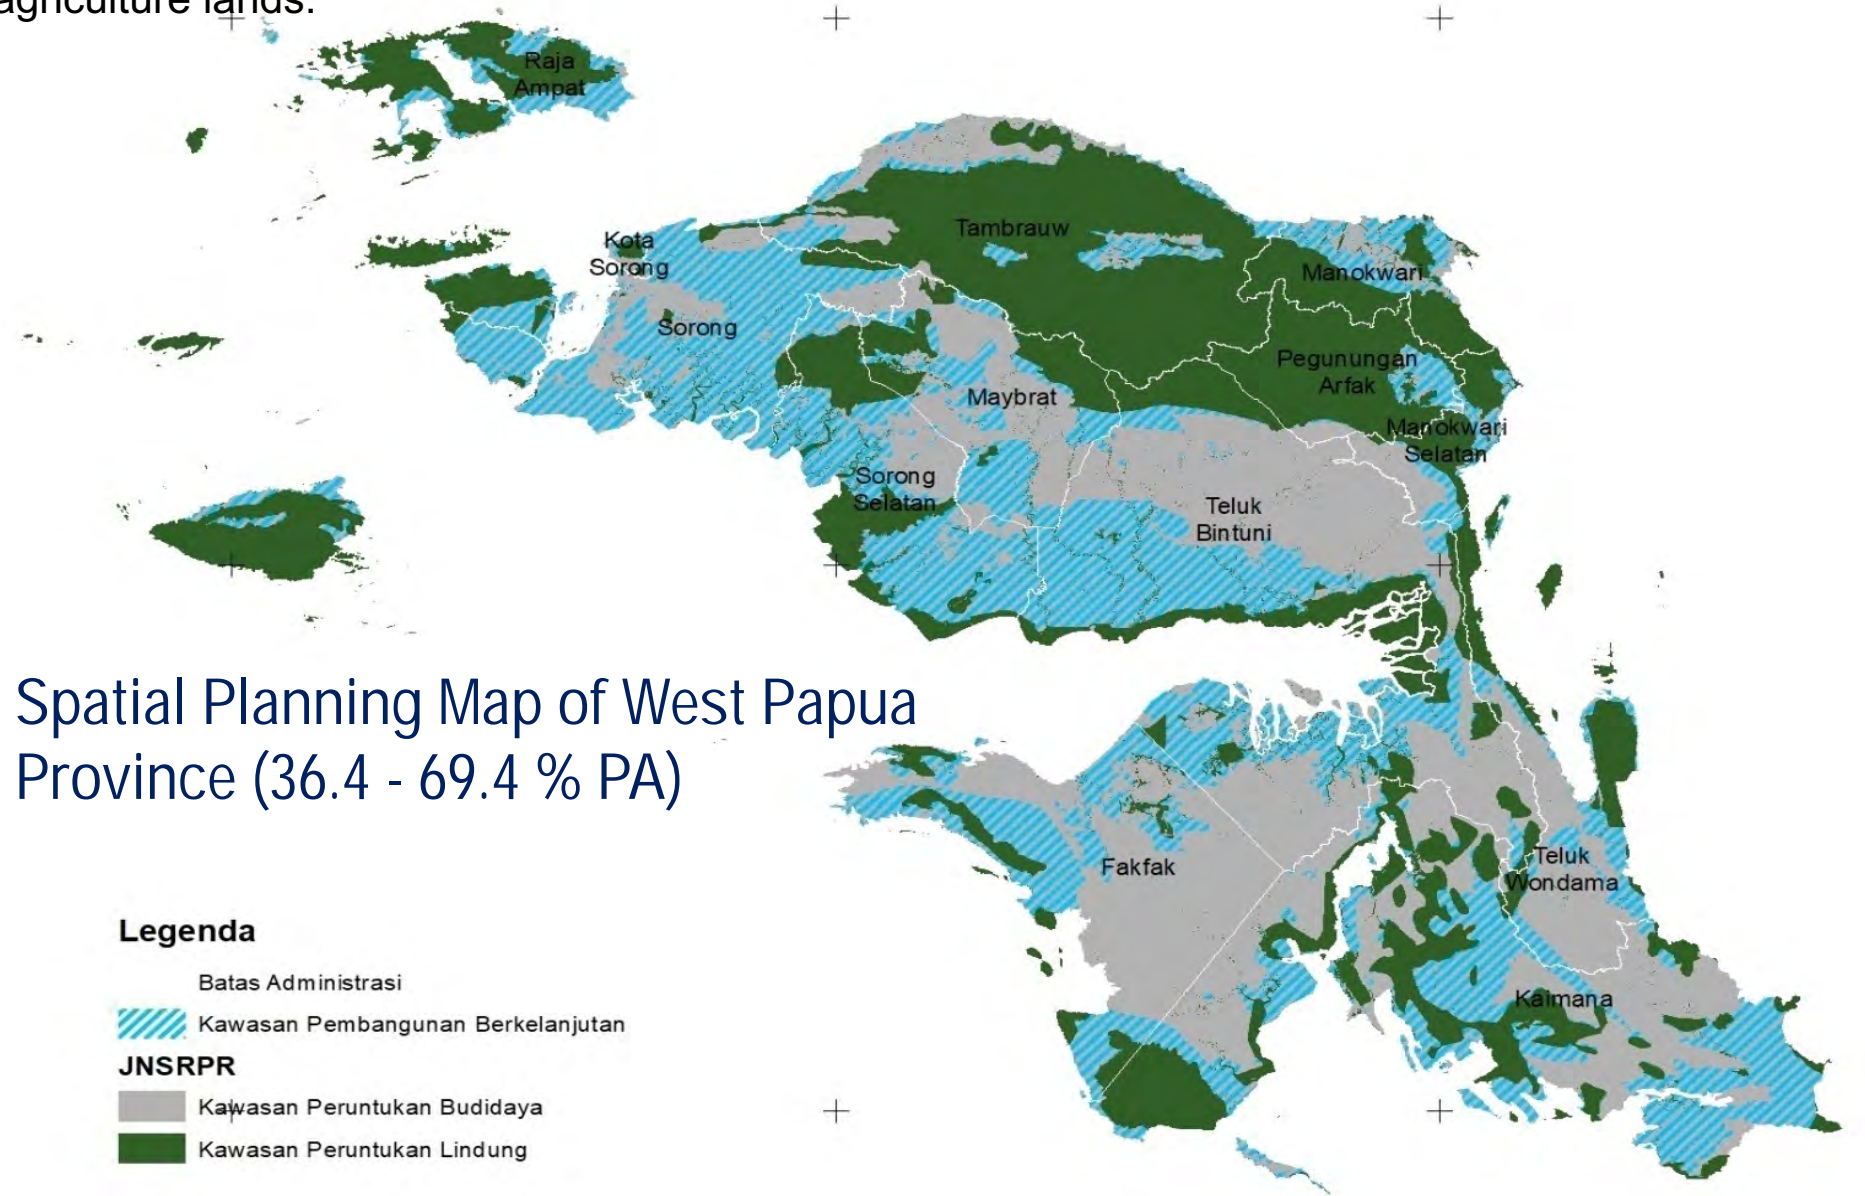 agriculture lands.
Raja
Ampat
Tambrauw
Kota
Sorong
Manokwari
Sorong
Pegunungan
Arfak
Maybrat
Manokwari
Selatan
Sorong
Selatan
Teluk
Bintuni
Spatial Planning Map of West Papua
Province (36.4 - 69.4 % PA)
Fakfak
Teluk
Wondama
Kaimana
Legenda
Batas Administrasi
Kawasan Pembangunan Berkelanjutan
JNSRPR
Kawasan Peruntukan Budidaya
Kawasan Peruntukan Lindung